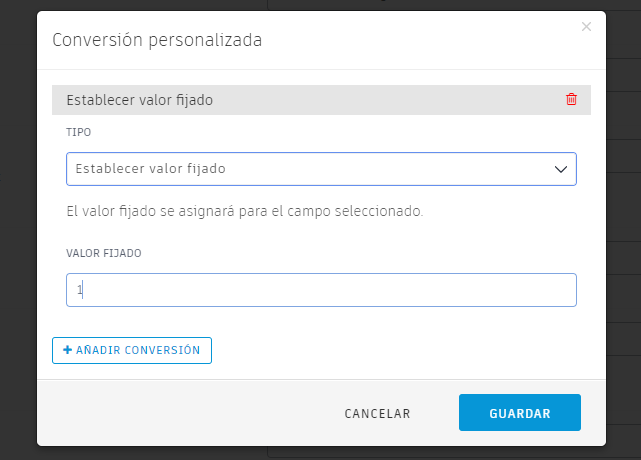 Conversión personalizada
Establecer valor fijado
TIPO
Establecer valor fijado
El valor fijado se asignará para el campo seleccionado.
VALOR FIJADO
1
+ AÑADIR CONVERSIÓN
CANCELAR
GUARDAR